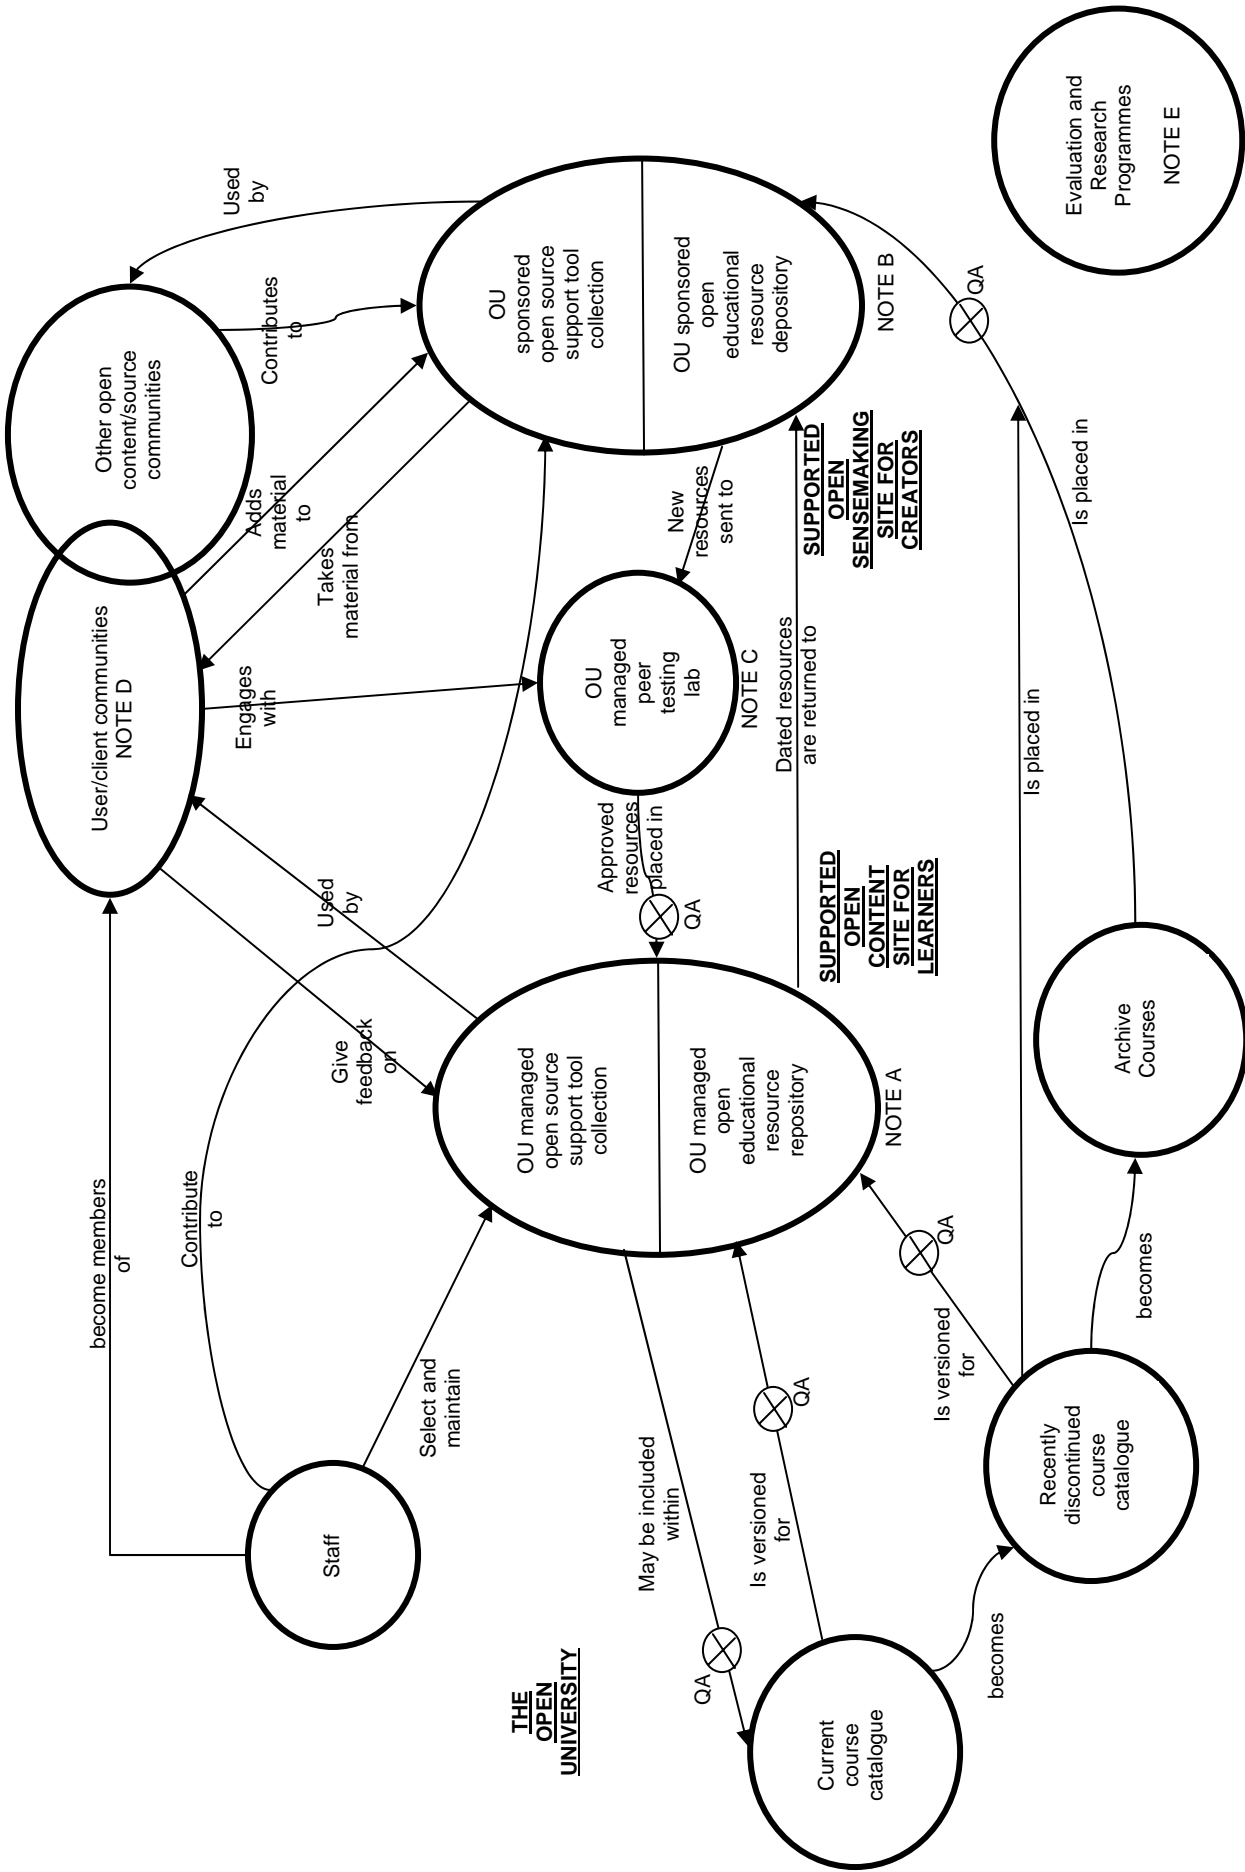 become members
of
Contribute
to
Staff
Select and
maintain
THE
OPEN
UNIVERSITY
User/client communities
NOTE D
Other open
content/source
communities
Used
by
Contributes
to
Adds
material
to
Takes
material from
Engages
with
Used
by
Give
feedback
on
OU managed
open source
support tool
collection
OU managed
open
educational
resource
repository
NOTE A
Approved
resources
placed in
QA
OU
managed
peer
testing
lab
NOTE C
New
resources
sent to
OU
sponsored
open source
support tool
collection
OU sponsored
open
educational
resource
depository
NOTE B
Dated resources
are returned to
SUPPORTED
OPEN
CONTENT
SITE FOR
LEARNERS
SUPPORTED
OPEN
SENSEMAKING
SITE FOR
CREATORS
May be included
within
QA
Is versioned
for
QA
Current
course
catalogue
becomes
Is versioned
for
QA
Recently
discontinued
course
catalogue
becomes
Archive
Courses
Is placed in
Is placed in
QA
Evaluation and
Research
Programmes
NOTE E